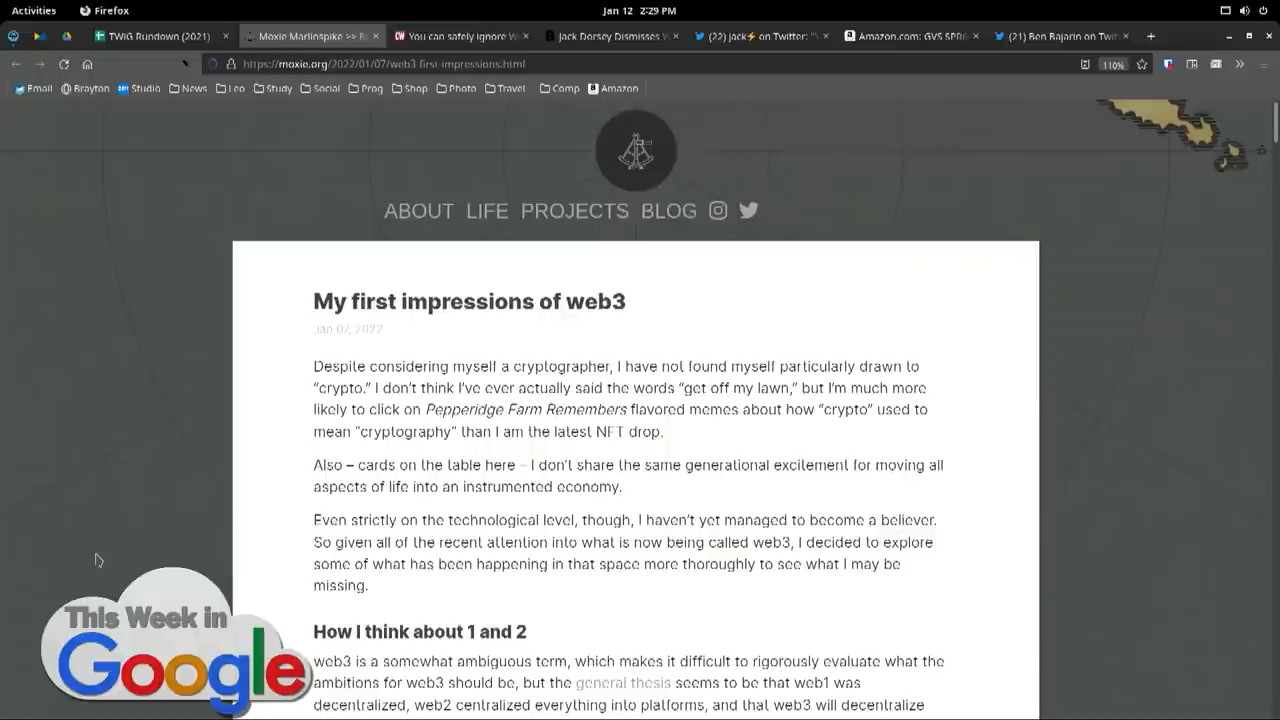 Activities Firefox Jan 12 2:29 PM
TWiG Rundown (2021) × Moxie Marlinspike >> B × You can safely ignore W × Jack Dorsey Dismisses W × (22) jack⚡ on Twitter: "Y × Amazon.com: GVS SPR × (21) Ben Bajarin on Twit × +
https://moxie.org/2022/01/07/web3-first-impressions.html 110%
Email Brayton Studio News Leo Study Social Prog Shop Photo Travel Comp Amazon
ABOUT LIFE PROJECTS BLOG
My first impressions of web3
Jan 07, 2022
Despite considering myself a cryptographer, I have not found myself particularly drawn to
“crypto.” I don’t think I’ve ever actually said the words “get off my lawn,” but I’m much more
likely to click on Pepperidge Farm Remembers flavored memes about how “crypto” used to
mean “cryptography” than I am the latest NFT drop.
Also – cards on the table here – I don’t share the same generational excitement for moving all
aspects of life into an instrumented economy.
Even strictly on the technological level, though, I haven’t yet managed to become a believer.
So given all of the recent attention into what is now being called web3, I decided to explore
some of what has been happening in that space more thoroughly to see what I may be
missing.
How I think about 1 and 2
web3 is a somewhat ambiguous term, which makes it difficult to rigorously evaluate what the
ambitions for web3 should be, but the general thesis seems to be that web1 was
decentralized, web2 centralized everything into platforms, and that web3 will decentralize
This Week in
Google